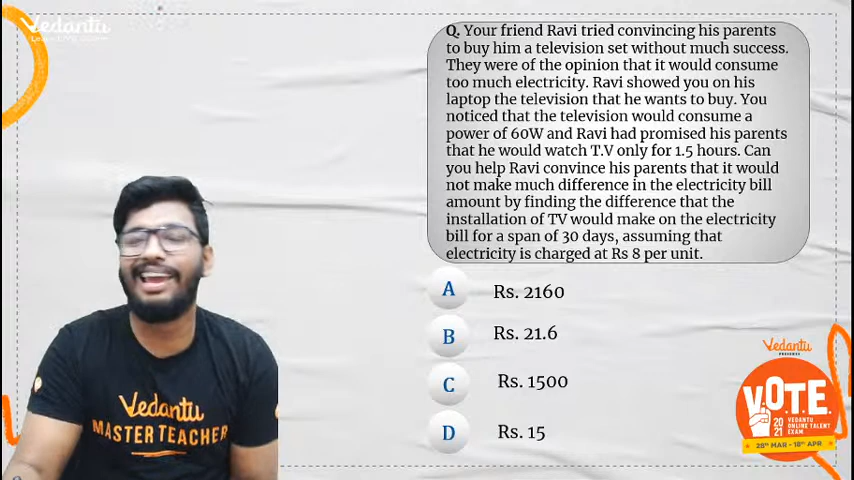 Vedantu
Q. Your friend Ravi tried convincing his parents
to buy him a television set without much success.
They were of the opinion that it would consume
too much electricity. Ravi showed you on his
laptop the television that he wants to buy. You
noticed that the television would consume a
power of 60W and Ravi had promised his parents
that he would watch T.V only for 1.5 hours. Can
you help Ravi convince his parents that it would
not make much difference in the electricity bill
amount by finding the difference that the
installation of TV would make on the electricity
bill for a span of 30 days, assuming that
electricity is charged at Rs 8 per unit.
A Rs. 2160
B Rs. 21.6
C Rs. 1500
D Rs. 15
Vedantu
MASTER TEACHER
Vedantu
PRESENTS
V.O.T.E.
2021
VEDANTU
ONLINE TALENT
EXAM
28th MAR - 18th APR